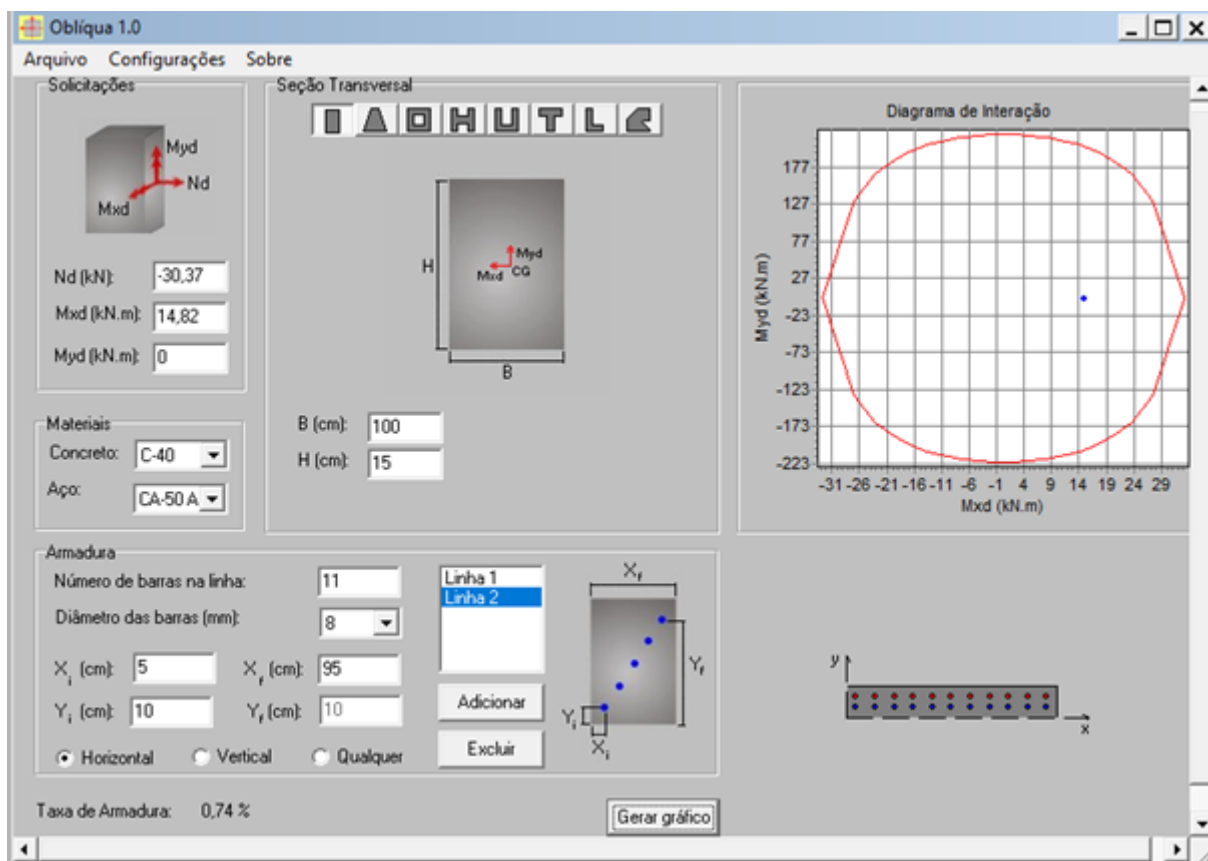 Oblíqua 1.0
Arquivo Configurações Sobre
Solicitações
Myd
Nd
Mxd
Nd (kN): -30,37
Mxd (kN.m): 14,82
Myd (kN.m): 0
Materiais
Concreto: C-40
Aço: CA-50 A
Seção Transversal
H
Myd
Mxd CG
B
B (cm): 100
H (cm): 15
Diagrama de Interação
Myd (kN.m)
177
127
77
27
-23
-73
-123
-173
-223
-31 -26 -21 -16 -11 -6 -1 4 9 14 19 24 29
Mxd (kN.m)
Armadura
Número de barras na linha: 11
Diâmetro das barras (mm): 8
Xi (cm): 5 Xf (cm): 95
Yi (cm): 10 Yf (cm): 10
Horizontal Vertical Qualquer
Linha 1
Linha 2
Adicionar
Excluir
Xf
Yf
Yi
Xi
y
x
Taxa de Armadura: 0,74 %
Gerar gráfico